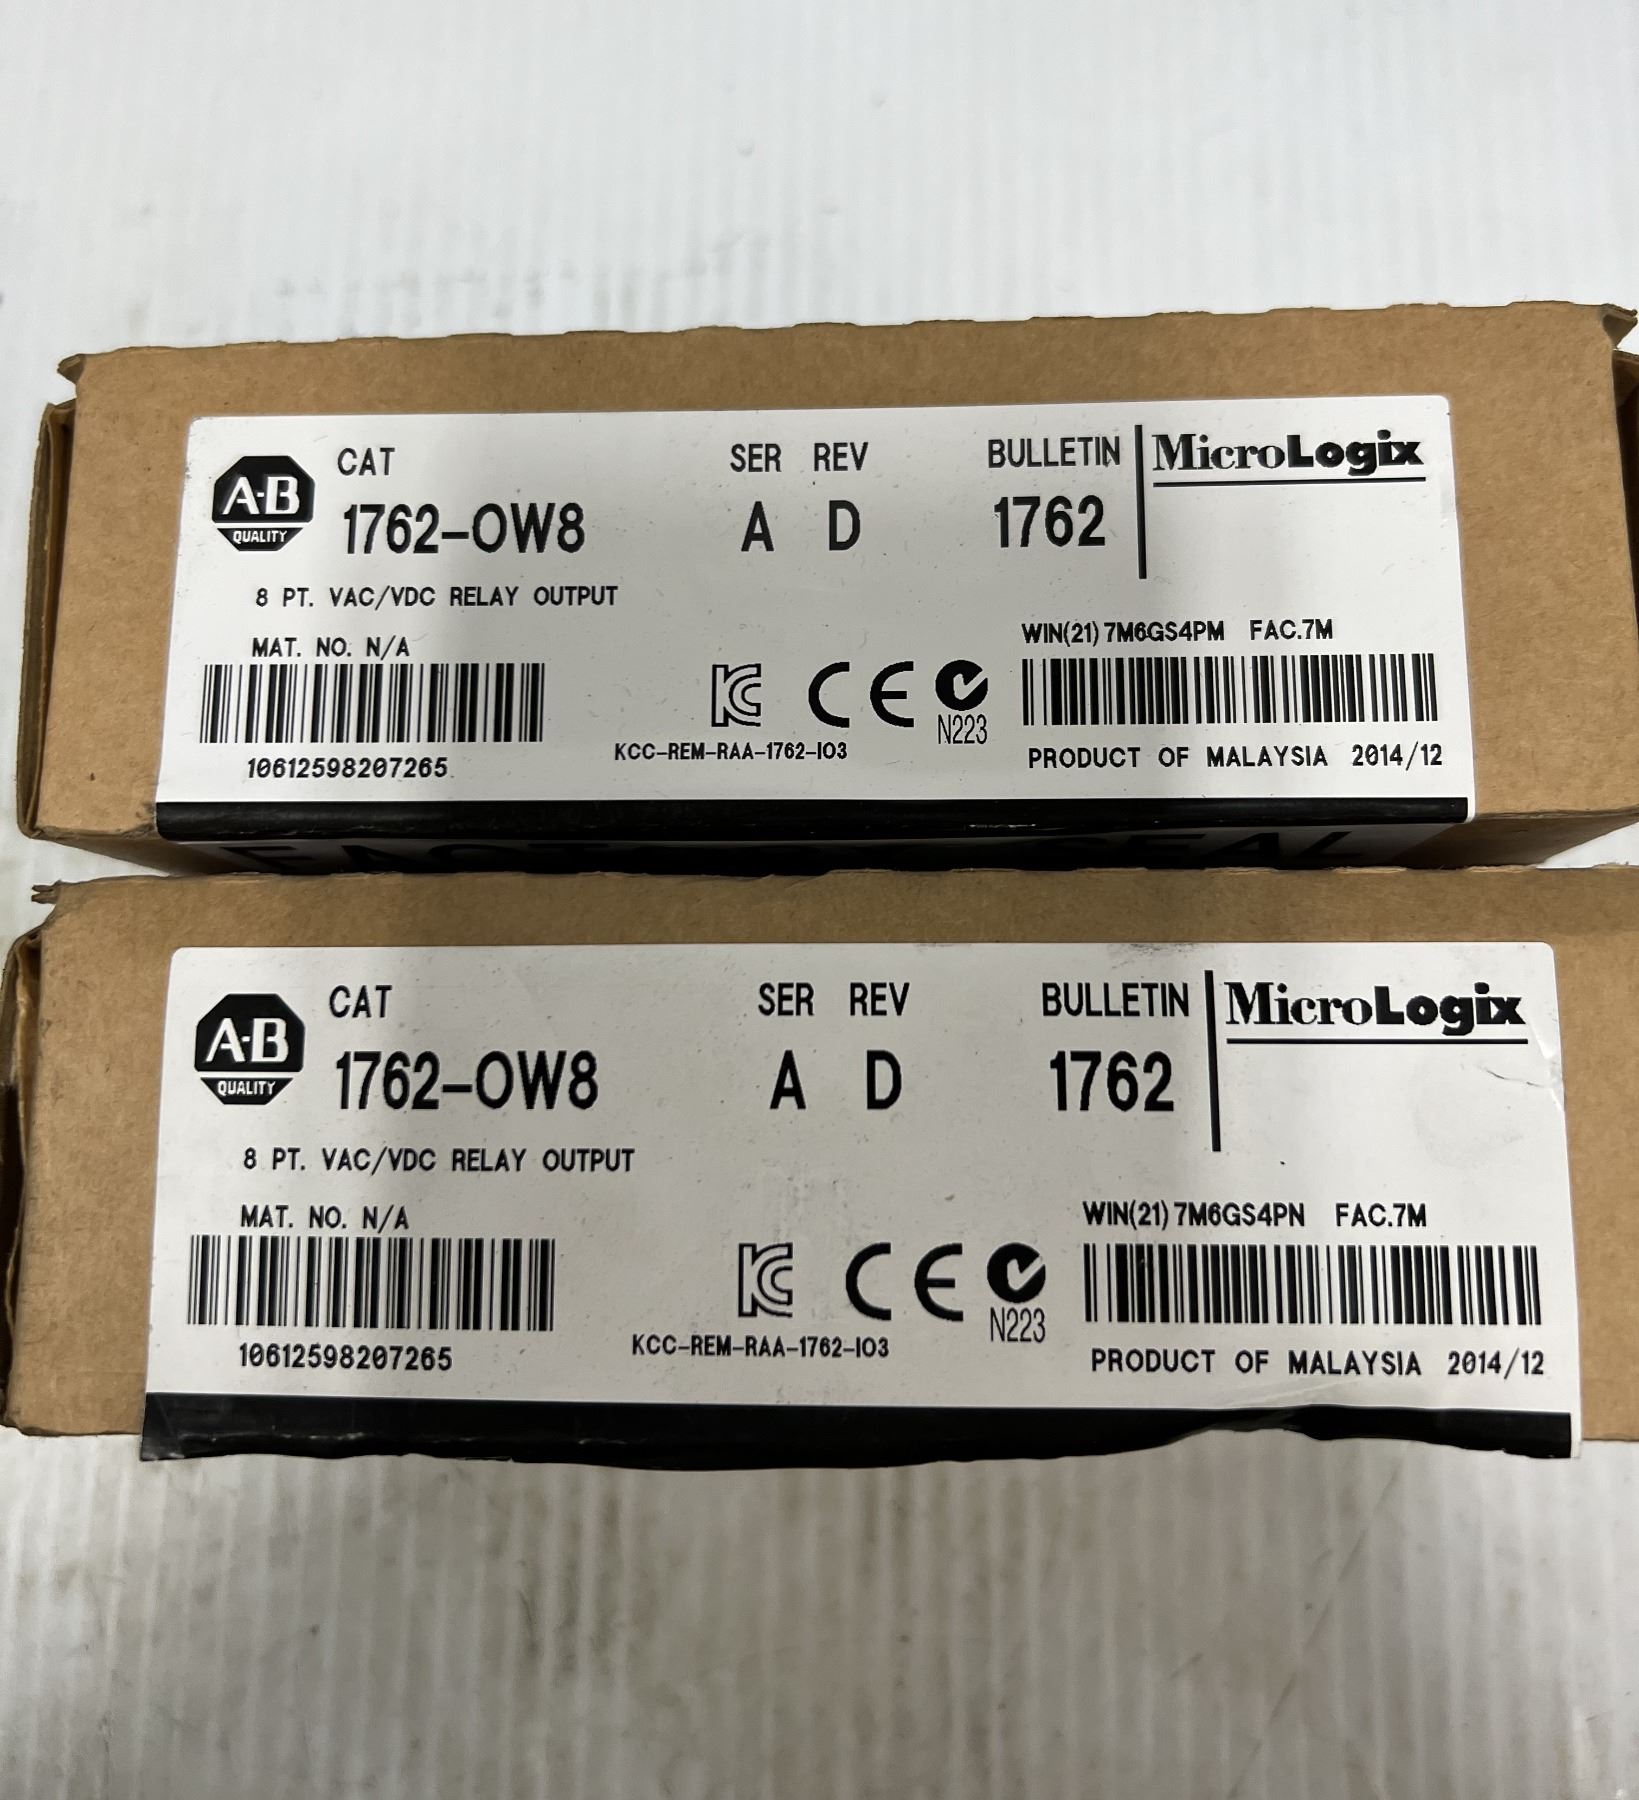 CAT SER REV BULLETIN MicroLogix
A-B QUALITY
1762-OW8 A D 1762
8 PT. VAC/VDC RELAY OUTPUT
WIN(21) 7M6GS4PM FAC.7M
MAT. NO. N/A
N223
KCC-REM-RAA-1762-IO3
10612598207265
PRODUCT OF MALAYSIA 2014/12
SEAL
CAT SER REV BULLETIN MicroLogix
A-B QUALITY
1762-OW8 A D 1762
8 PT. VAC/VDC RELAY OUTPUT
MAT. NO. N/A WIN(21) 7M6GS4PN FAC.7M
N223
KCC-REM-RAA-1762-IO3
10612598207265 PRODUCT OF MALAYSIA 2014/12